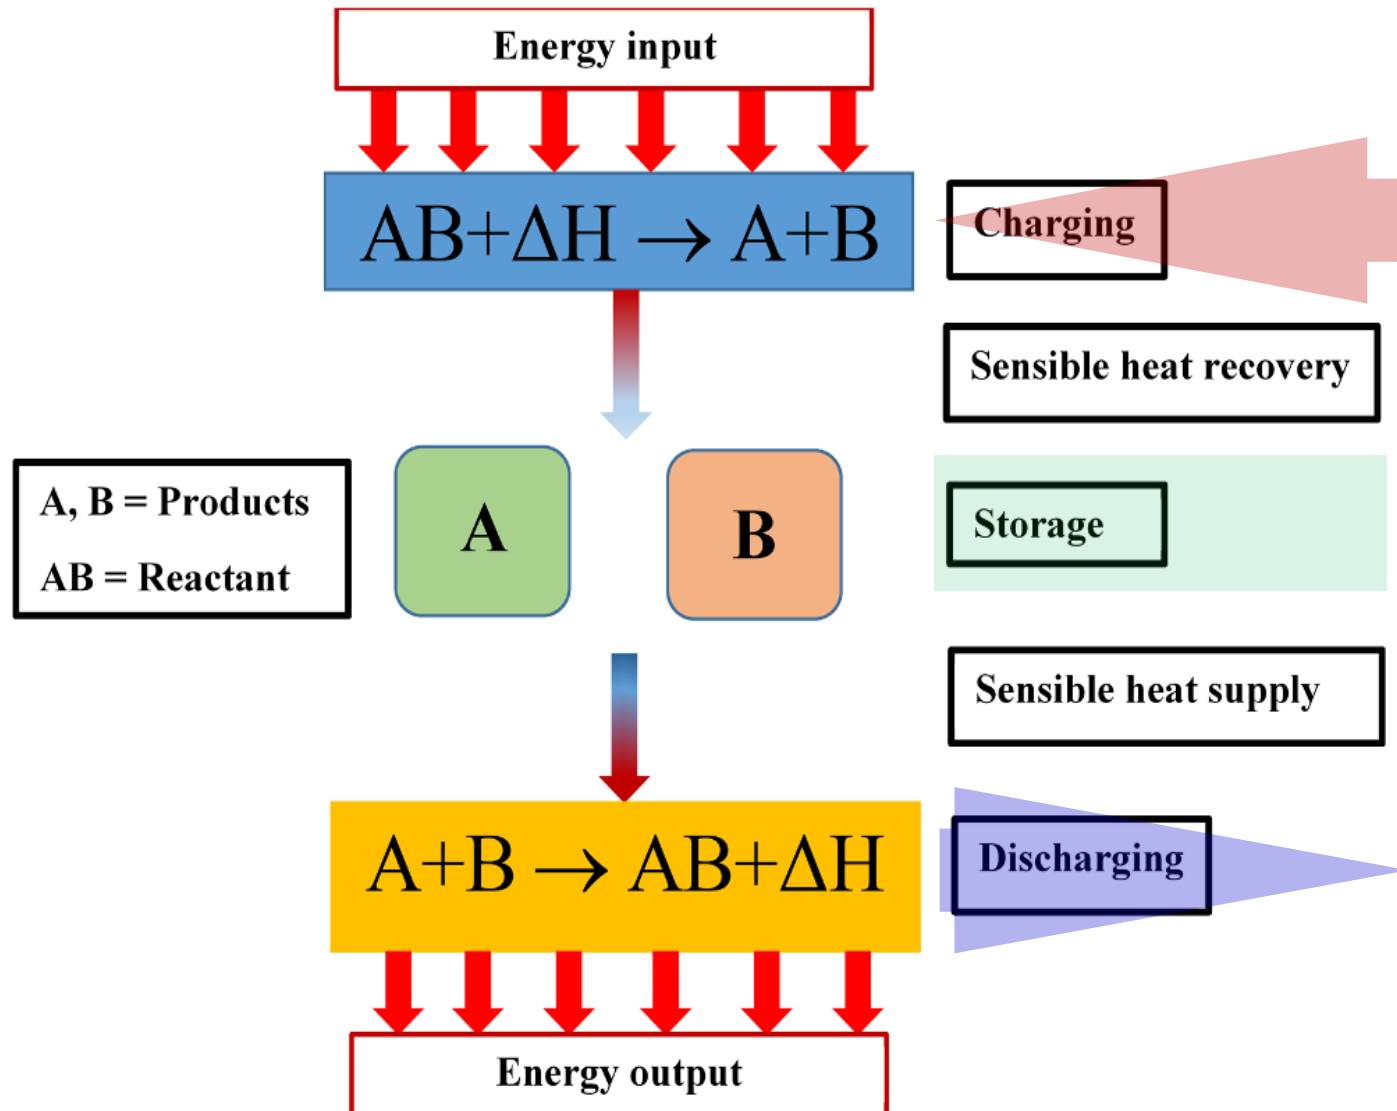 Energy input
AB+ΔH → A+B
Charging
Sensible heat recovery
A, B = Products
AB = Reactant
A
B
Storage
Sensible heat supply
A+B → AB+ΔH
Discharging
Energy output